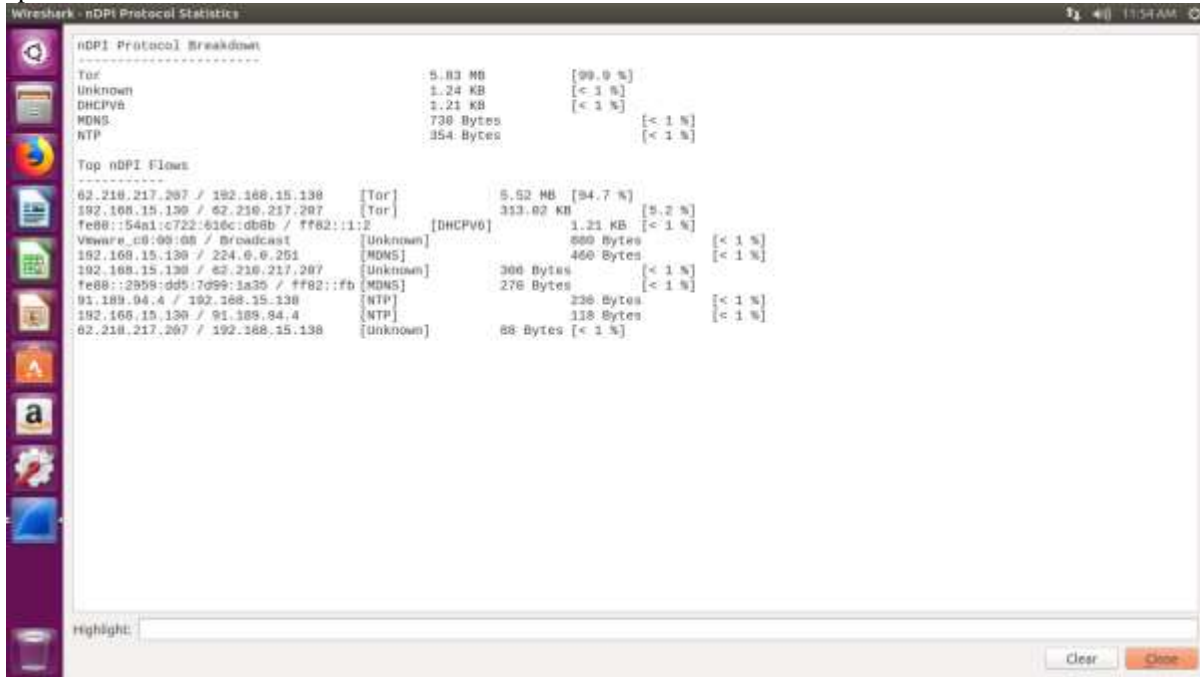 Wireshark - nDPI Protocol Statistics
11:54 AM
nDPI Protocol Breakdown
-----------------------
Tor 5.83 MB [99.9 %]
Unknown 1.24 KB [< 1 %]
DHCPV6 1.21 KB [< 1 %]
MDNS 730 Bytes [< 1 %]
NTP 354 Bytes [< 1 %]
Top nDPI Flows
-----------
62.210.217.207 / 192.168.15.130 [Tor] 5.52 MB [94.7 %]
192.168.15.130 / 62.210.217.207 [Tor] 313.02 KB [5.2 %]
fe80::54a1:c722:610c:db8b / ff02::1:2 [DHCPV6] 1.21 KB [< 1 %]
Vmware_c0:00:08 / Broadcast [Unknown] 880 Bytes [< 1 %]
192.168.15.130 / 224.0.0.251 [MDNS] 460 Bytes [< 1 %]
192.168.15.130 / 62.210.217.207 [Unknown] 306 Bytes [< 1 %]
fe80::2959:dd5:7d99:1a35 / ff02::fb [MDNS] 270 Bytes [< 1 %]
91.189.94.4 / 192.168.15.130 [NTP] 236 Bytes [< 1 %]
192.168.15.130 / 91.189.94.4 [NTP] 118 Bytes [< 1 %]
62.210.217.207 / 192.168.15.130 [Unknown] 88 Bytes [< 1 %]
a
Highlight:
Clear
Close